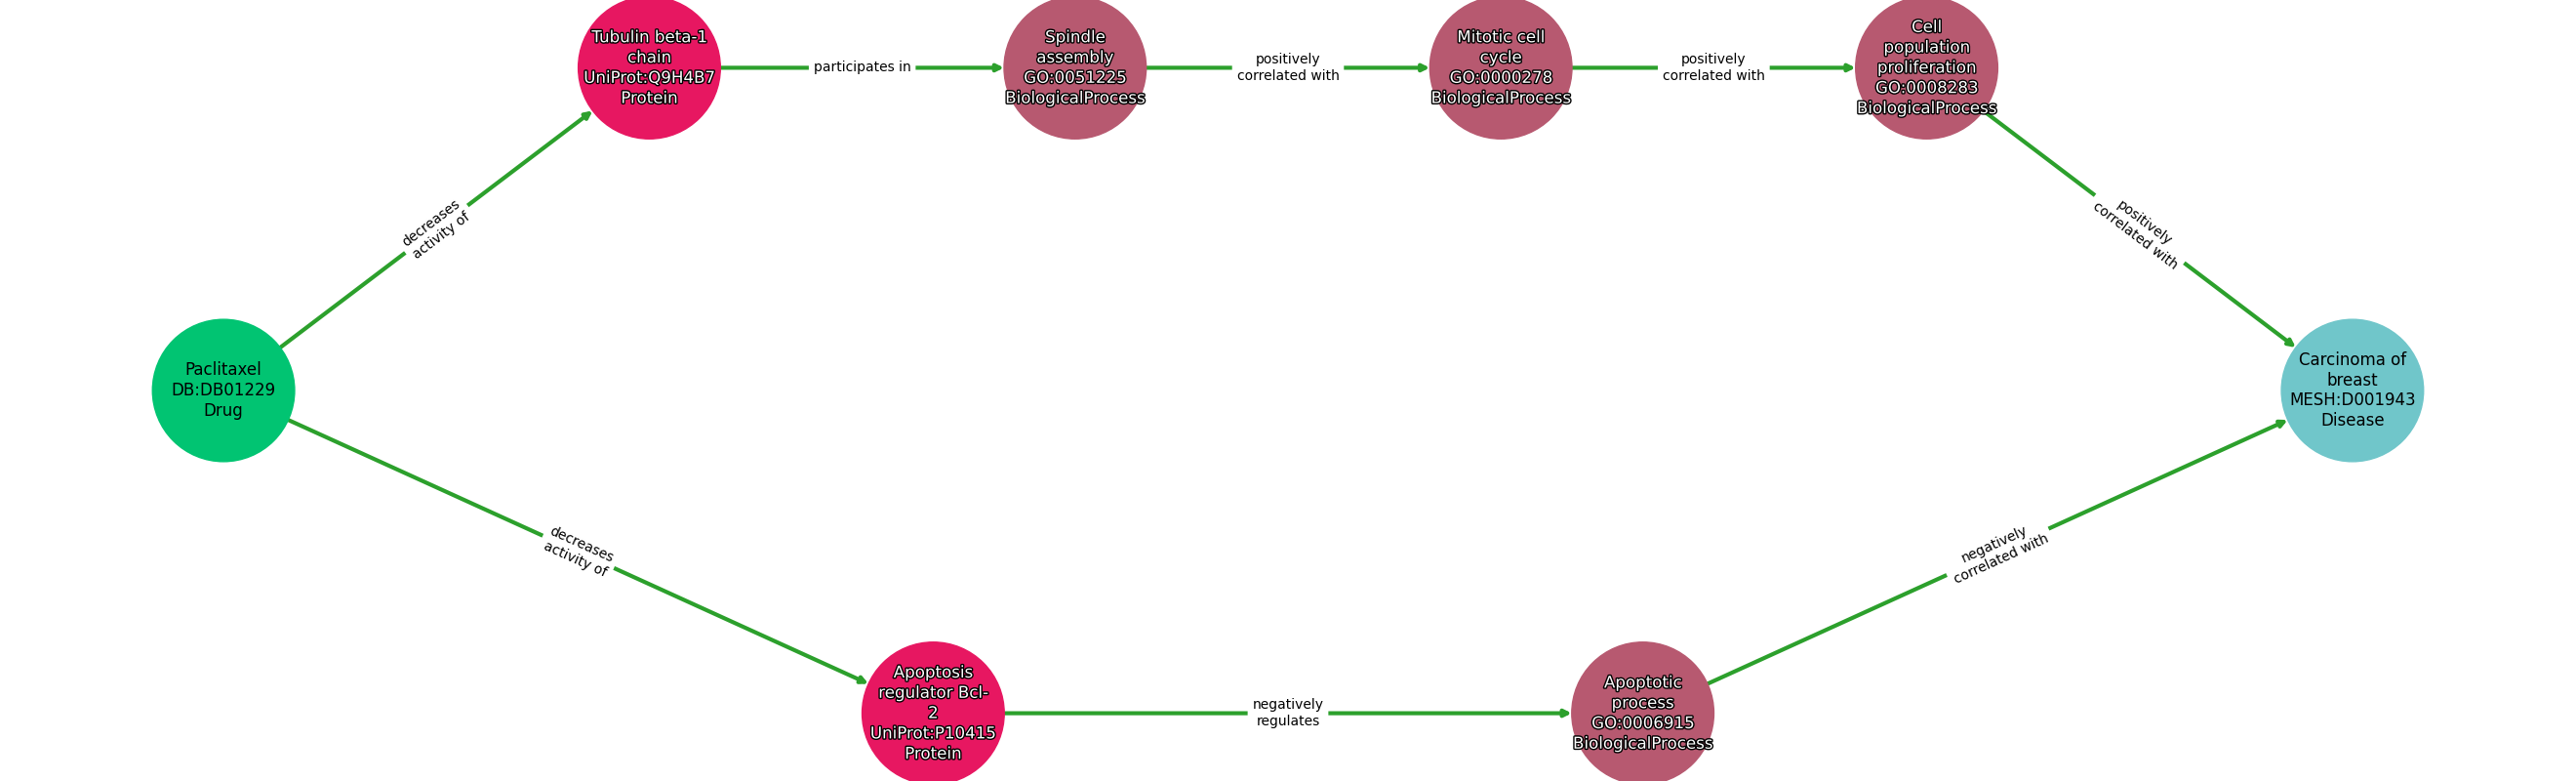 Tubulin beta-1
chain
UniProt:Q9H4B7
Protein
participates in
Spindle
assembly
GO:0051225
BiologicalProcess
positively
correlated with
Mitotic cell
cycle
GO:0000278
BiologicalProcess
positively
correlated with
Cell
population
proliferation
GO:0008283
BiologicalProcess
decreases
activity of
positively
correlated with
Paclitaxel
DB:DB01229
Drug
Carcinoma of
breast
MESH:D001943
Disease
decreases
activity of
negatively
correlated with
Apoptosis
regulator Bcl-
2
UniProt:P10415
Protein
negatively
regulates
Apoptotic
process
GO:0006915
BiologicalProcess